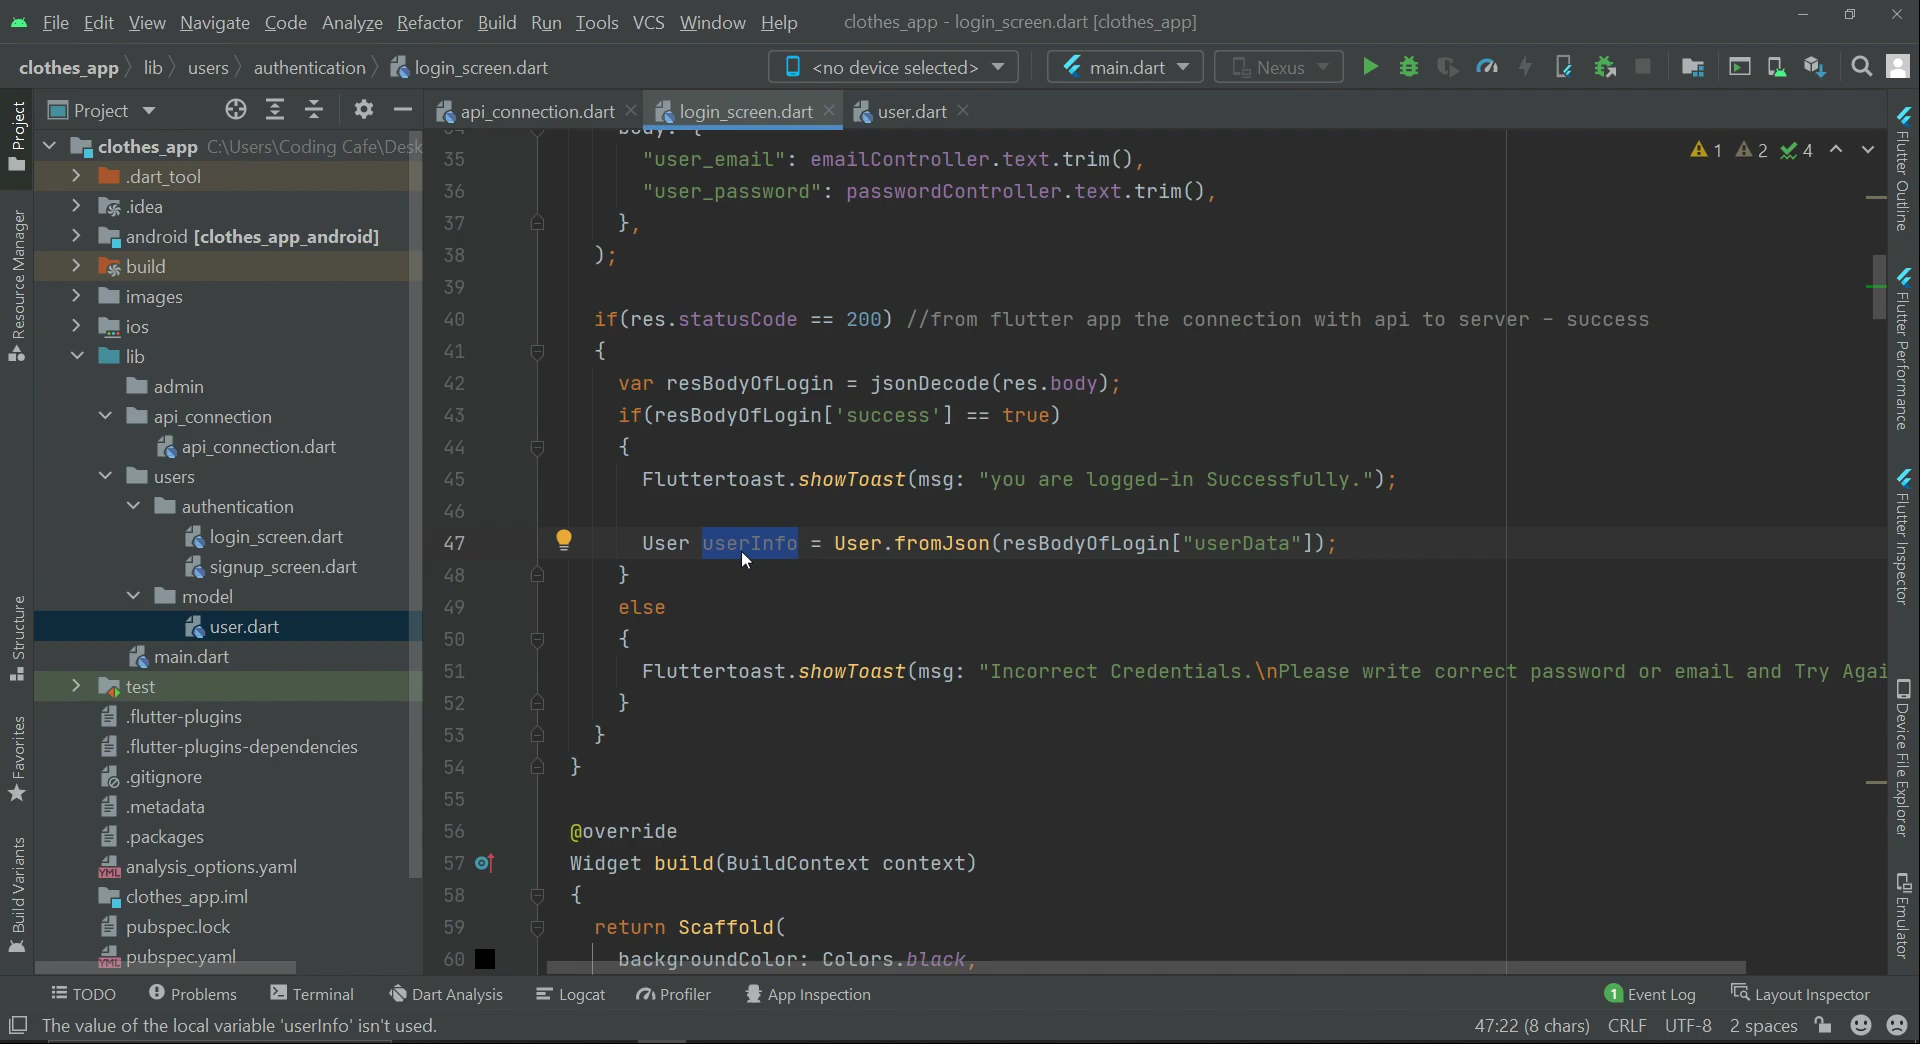 File Edit View Navigate Code Analyze Refactor Build Run Tools VCS Window Help clothes_app - login_screen.dart [clothes_app]
clothes_app lib users authentication login_screen.dart <no device selected> main.dart Nexus
Project
api_connection.dart login_screen.dart user.dart
Project
Resource Manager
Structure
Favorites
Build Variants
clothes_app C:\Users\Coding Cafe\Desk
.dart_tool
.idea
android [clothes_app_android]
build
images
ios
lib
admin
api_connection
api_connection.dart
users
authentication
login_screen.dart
signup_screen.dart
model
user.dart
main.dart
test
.flutter-plugins
.flutter-plugins-dependencies
.gitignore
.metadata
.packages
analysis_options.yaml
clothes_app.iml
pubspec.lock
pubspec.yaml
1 2 4
34 body: {
35 "user_email": emailController.text.trim(),
36 "user_password": passwordController.text.trim(),
37 },
38 );
39
40 if(res.statusCode == 200) //from flutter app the connection with api to server - success
41 {
42 var resBodyOfLogin = jsonDecode(res.body);
43 if(resBodyOfLogin['success'] == true)
44 {
45 Fluttertoast.showToast(msg: "you are logged-in Successfully.");
46
47 User userInfo = User.fromJson(resBodyOfLogin["userData"]);
48 }
49 else
50 {
51 Fluttertoast.showToast(msg: "Incorrect Credentials.\nPlease write correct password or email and Try Agai
52 }
53 }
54 }
55
56 @override
57 Widget build(BuildContext context)
58 {
59 return Scaffold(
60 backgroundColor: Colors.black,
Flutter Outline
Flutter Performance
Flutter Inspector
Device File Explorer
Emulator
TODO Problems Terminal Dart Analysis Logcat Profiler App Inspection 1 Event Log Layout Inspector
The value of the local variable 'userInfo' isn't used. 47:22 (8 chars) CRLF UTF-8 2 spaces